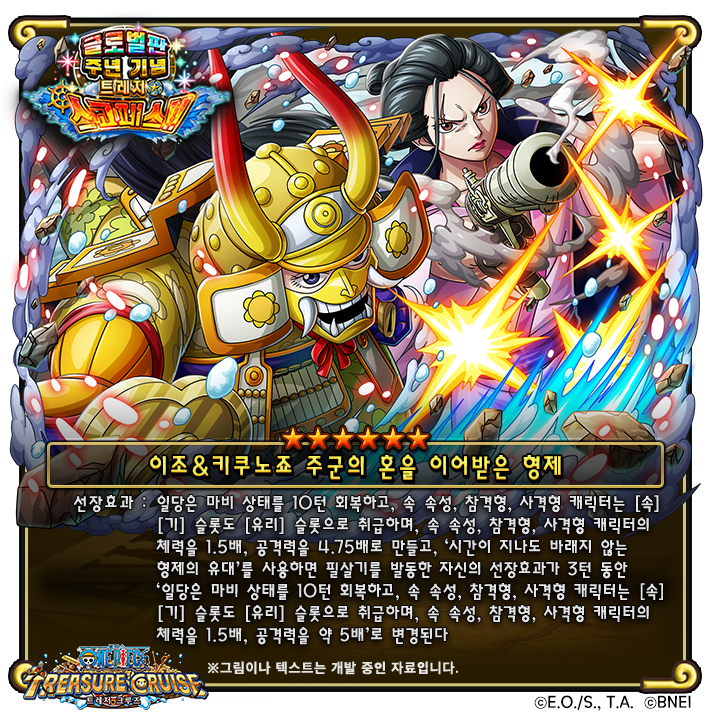 글로벌판
주년 기념
트레저
스고페스!!
이조&키쿠노죠 주군의 혼을 이어받은 형제
선장효과 : 일당은 마비 상태를 10턴 회복하고, 속 속성, 참격형, 사격형 캐릭터는 [속]
[기] 슬롯도 [유리] 슬롯으로 취급하며, 속 속성, 참격형, 사격형 캐릭터의
체력을 1.5배, 공격력을 4.75배로 만들고, ‘시간이 지나도 바래지 않는
형제의 유대’를 사용하면 필살기를 발동한 자신의 선장효과가 3턴 동안
‘일당은 마비 상태를 10턴 회복하고, 속 속성, 참격형, 사격형 캐릭터는 [속]
[기] 슬롯도 [유리] 슬롯으로 취급하며, 속 속성, 참격형, 사격형 캐릭터의
체력을 1.5배, 공격력을 약 5배’로 변경된다
※그림이나 텍스트는 개발 중인 자료입니다.
ONE PIECE
TREASURE CRUISE
트레저 크루즈
©E.O./S., T.A. ©BNEI